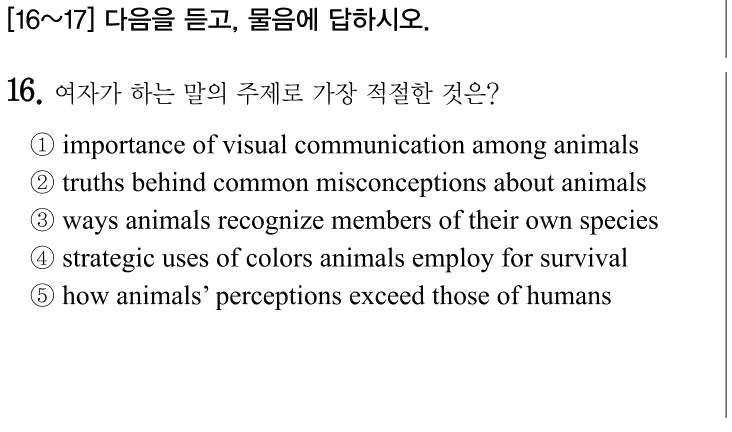 [16~17] 다음을 듣고, 물음에 답하시오.
16. 여자가 하는 말의 주제로 가장 적절한 것은?
① importance of visual communication among animals
② truths behind common misconceptions about animals
③ ways animals recognize members of their own species
④ strategic uses of colors animals employ for survival
⑤ how animals’ perceptions exceed those of humans